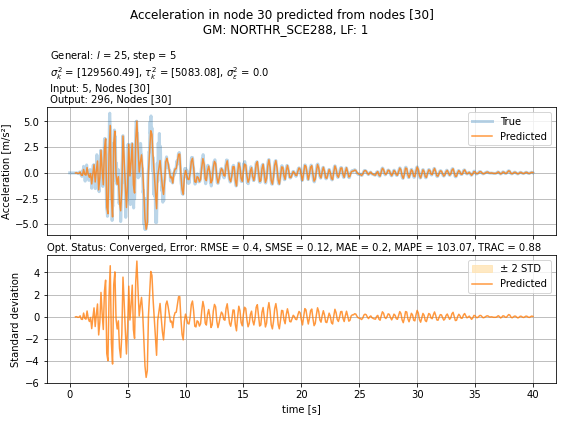 Acceleration in node 30 predicted from nodes [30]
GM: NORTHR_SCE288, LF: 1
General: l = 25, step = 5
σ²ₖ = [129560.49], τ²ₖ = [5083.08], σ²ε = 0.0
Input: 5, Nodes [30]
Output: 296, Nodes [30]
Acceleration [m/s²]
5.0
2.5
0.0
−2.5
−5.0
True
Predicted
Opt. Status: Converged, Error: RMSE = 0.4, SMSE = 0.12, MAE = 0.2, MAPE = 103.07, TRAC = 0.88
Standard deviation
4
2
0
−2
−4
−6
± 2 STD
Predicted
0 5 10 15 20 25 30 35 40
time [s]